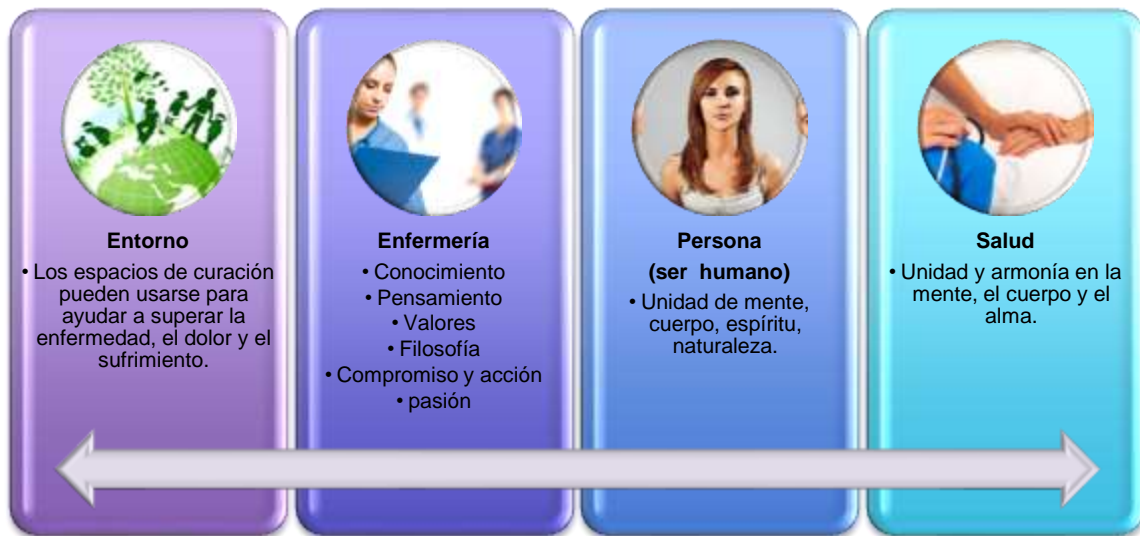 Entorno
• Los espacios de curación
pueden usarse para
ayudar a superar la
enfermedad, el dolor y el
sufrimiento.
Enfermería
• Conocimiento
• Pensamiento
• Valores
• Filosofía
• Compromiso y acción
• pasión
Persona
(ser humano)
• Unidad de mente,
cuerpo, espíritu,
naturaleza.
Salud
• Unidad y armonía en la
mente, el cuerpo y el
alma.